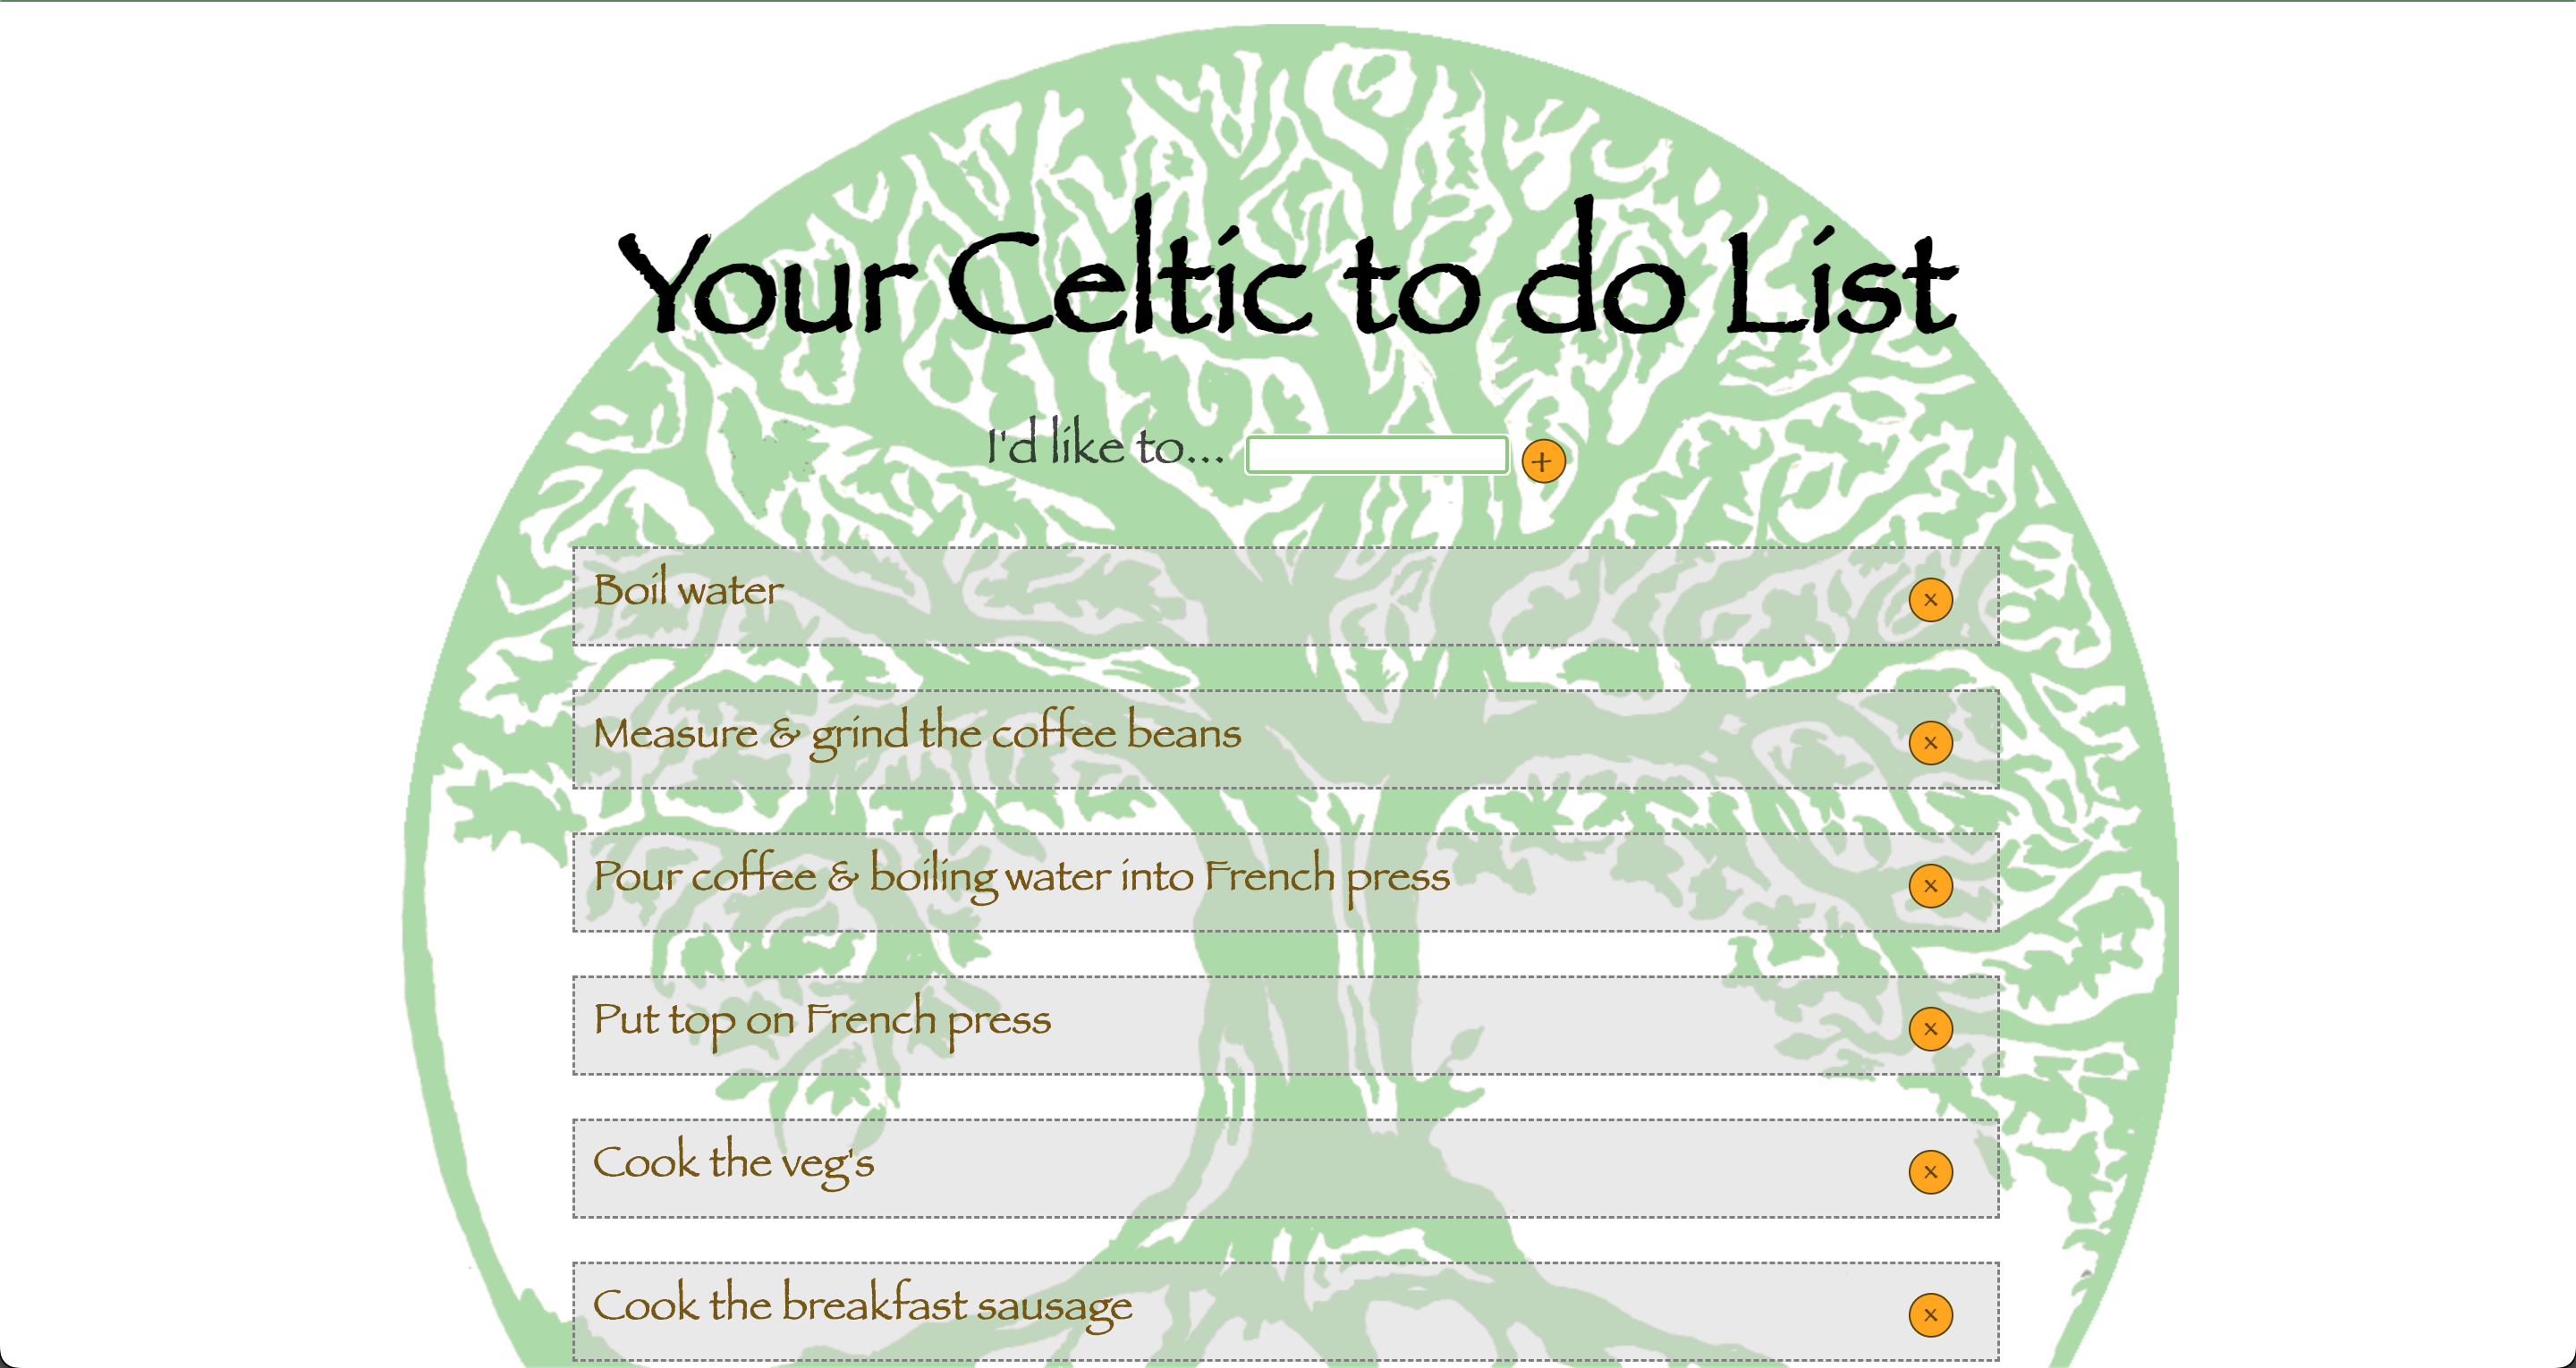 Your Celtic to do List
I'd like to... +
Boil water ×
Measure & grind the coffee beans ×
Pour coffee & boiling water into French press ×
Put top on French press ×
Cook the veg's ×
Cook the breakfast sausage ×